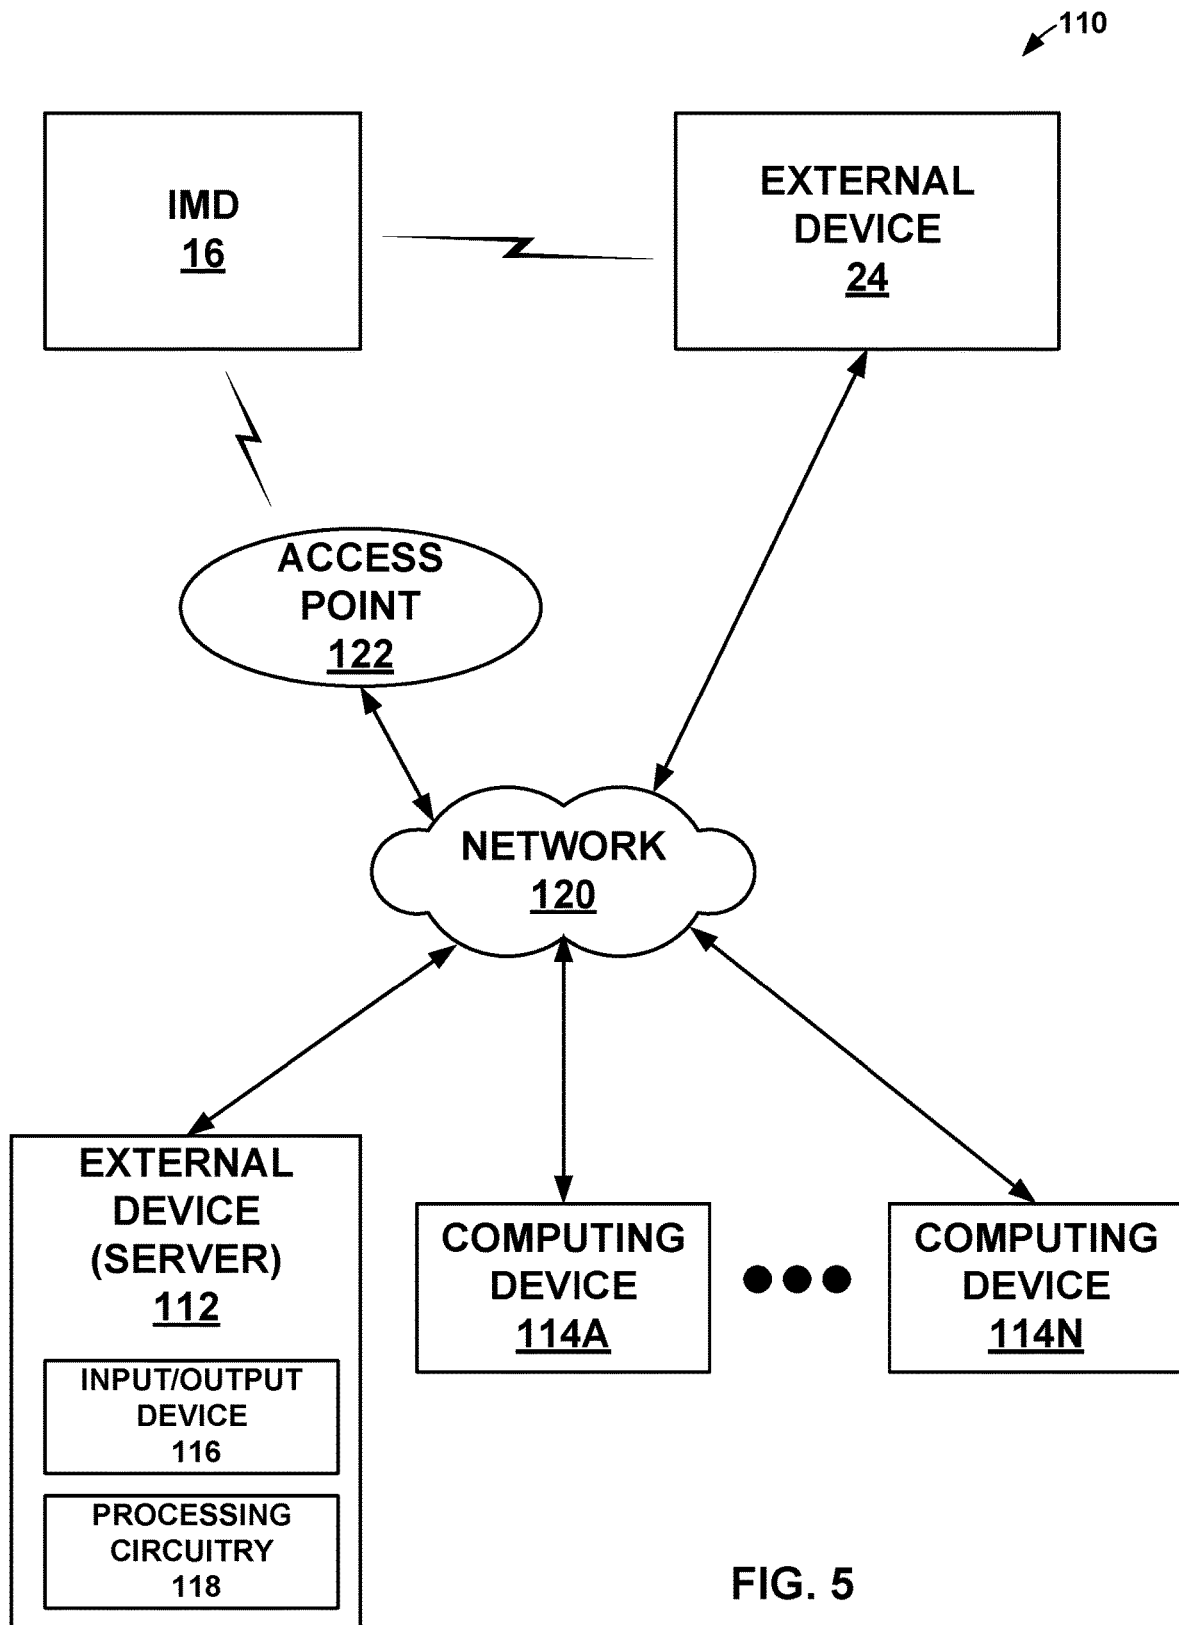 110
IMD
16
EXTERNAL
DEVICE
24
ACCESS
POINT
122
NETWORK
120
EXTERNAL
DEVICE
(SERVER)
112
INPUT/OUTPUT
DEVICE
116
PROCESSING
CIRCUITRY
118
COMPUTING
DEVICE
114A
COMPUTING
DEVICE
114N
FIG. 5